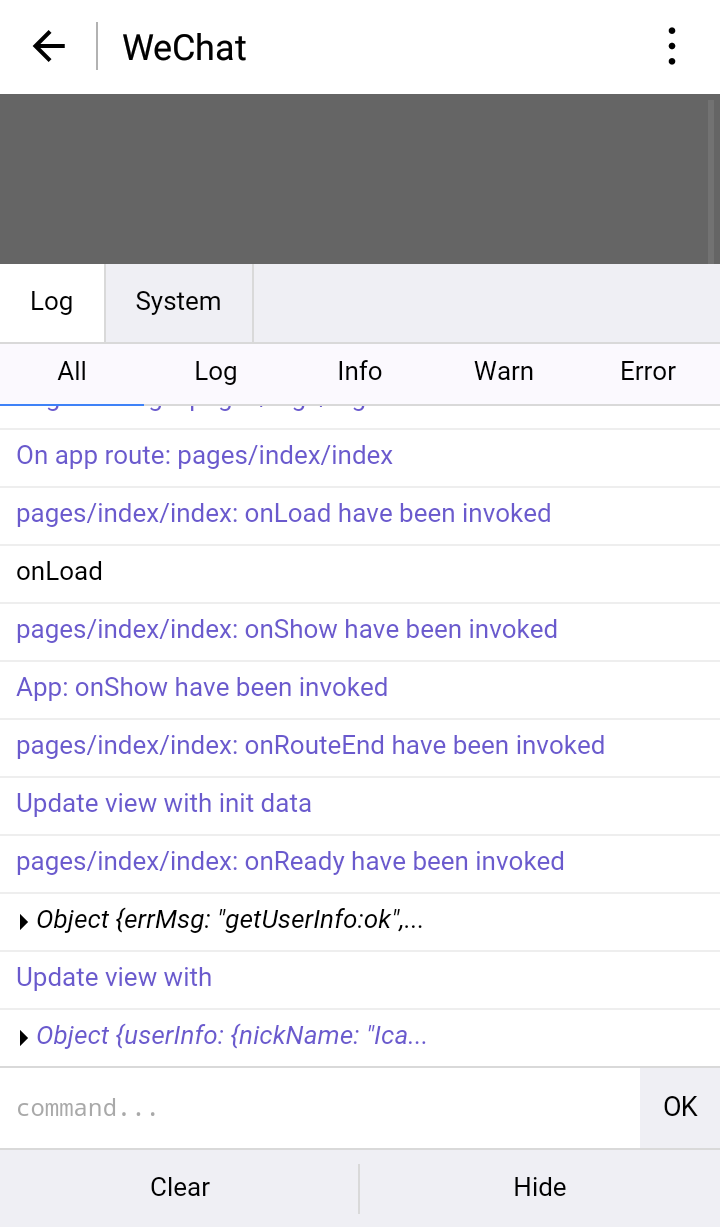 WeChat
Log System
All Log Info Warn Error
On app route: pages/index/index
pages/index/index: onLoad have been invoked
onLoad
pages/index/index: onShow have been invoked
App: onShow have been invoked
pages/index/index: onRouteEnd have been invoked
Update view with init data
pages/index/index: onReady have been invoked
Object {errMsg: "getUserInfo:ok",...
Update view with
Object {userInfo: {nickName: "Ica...
command... OK
Clear Hide